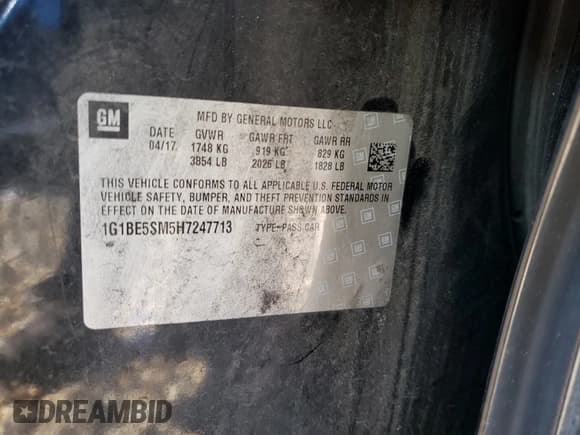 GM
MFD BY GENERAL MOTORS LLC
DATE GVWR GAWR FRT GAWR RR
04/17 1748 KG 919 KG 829 KG
3854 LB 2026 LB 1828 LB
THIS VEHICLE CONFORMS TO ALL APPLICABLE U.S. FEDERAL MOTOR
VEHICLE SAFETY, BUMPER, AND THEFT PREVENTION STANDARDS
IN EFFECT ON THE DATE OF MANUFACTURE SHOWN ABOVE.
1G1BE5SM5H7247713 TYPE-PASS CAR
DREAMBID